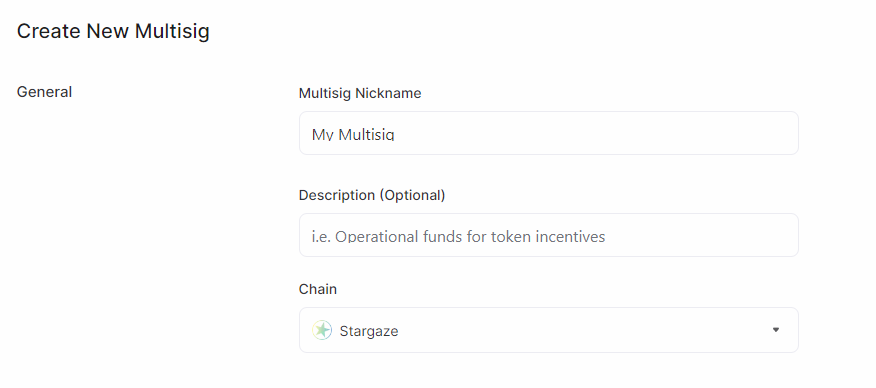 Create New Multisig
General
Multisig Nickname
My Multisig
Description (Optional)
i.e. Operational funds for token incentives
Chain
Stargaze